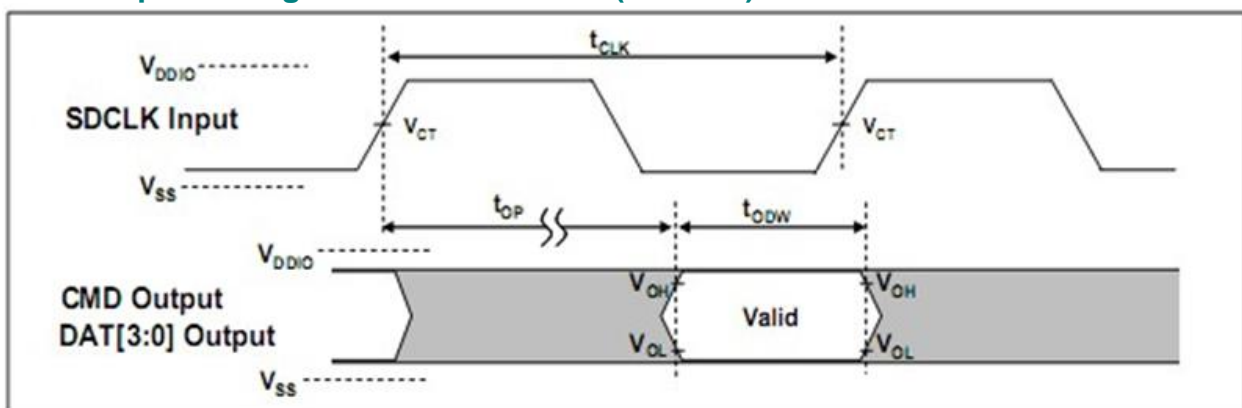 t_CLK
V_DDIO
SDCLK Input
V_CT
V_CT
V_SS
t_OP
t_ODW
V_DDIO
CMD Output
DAT[3:0] Output
V_OH
V_OH
Valid
V_OL
V_OL
V_SS